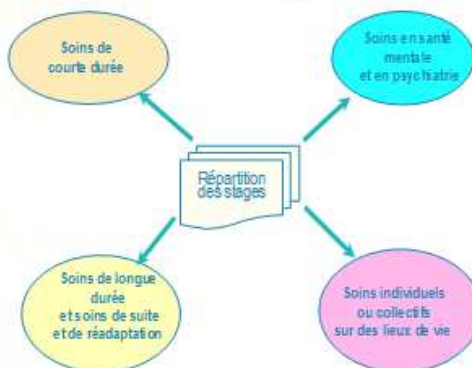 Soins de
courte durée
Soins en santé
mentale
et en psychiatrie
Répartition
des stages
Soins de longue
durée
et soins de suite
et de réadaptation
Soins individuels
ou collectifs
sur des lieux de vie